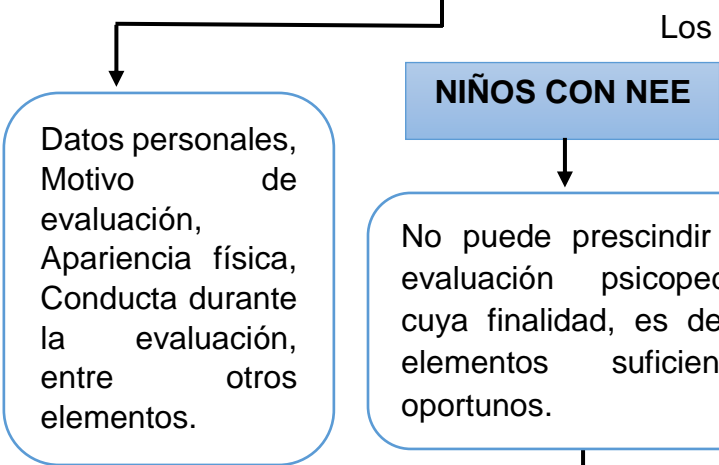 Los
NIÑOS CON NEE
Datos personales,
Motivo de
evaluación,
Apariencia física,
Conducta durante
la evaluación,
entre otros
elementos.
No puede prescindir
evaluación
cuya finalidad, es
elementos
oportunos.